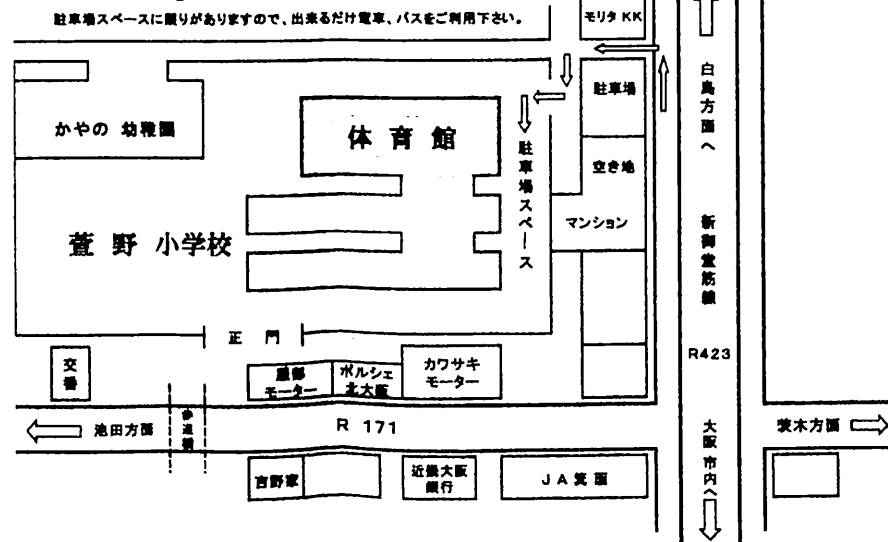 駐車場スペースに限りがありますので、出来るだけ電車、バスをご利用下さい。
モリタ KK
駐車場
白島方面へ
かやの 幼稚園
体育館
駐車場スペース
空き地
マンション
萱野 小学校
新御堂筋線
正門
R423
交番
服部
モーター
ポルシェ
北大阪
カワサキ
モーター
池田方面
歩道橋
R 171
大阪市内へ
茨木方面
吉野家
近畿大阪
銀行
JA 箕面